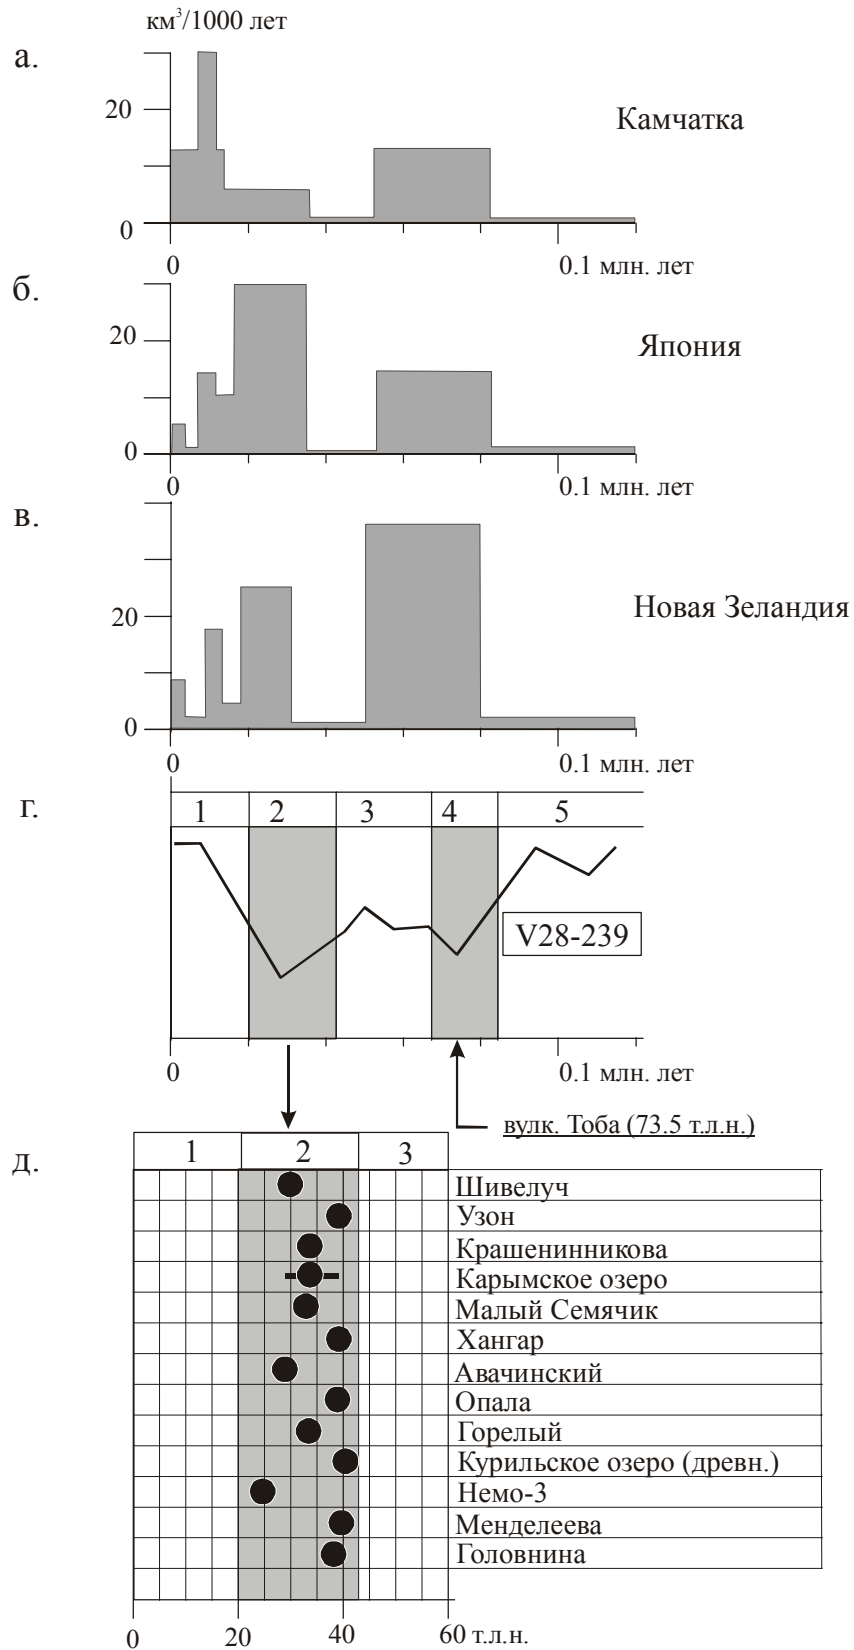 км³/1000 лет
а.
20
Камчатка
0
0
0.1 млн. лет
б.
20
Япония
0
0
0.1 млн. лет
в.
20
Новая Зеландия
0
0
0.1 млн. лет
г.
1 2 3 4 5
V28-239
0
0.1 млн. лет
вулк. Тоба (73.5 т.л.н.)
д.
1 2 3
Шивелуч
Узон
Крашенинникова
Карымское озеро
Малый Семячик
Хангар
Авачинский
Опала
Горелый
Курильское озеро (древн.)
Немо-3
Менделеева
Головнина
0 20 40 60 т.л.н.